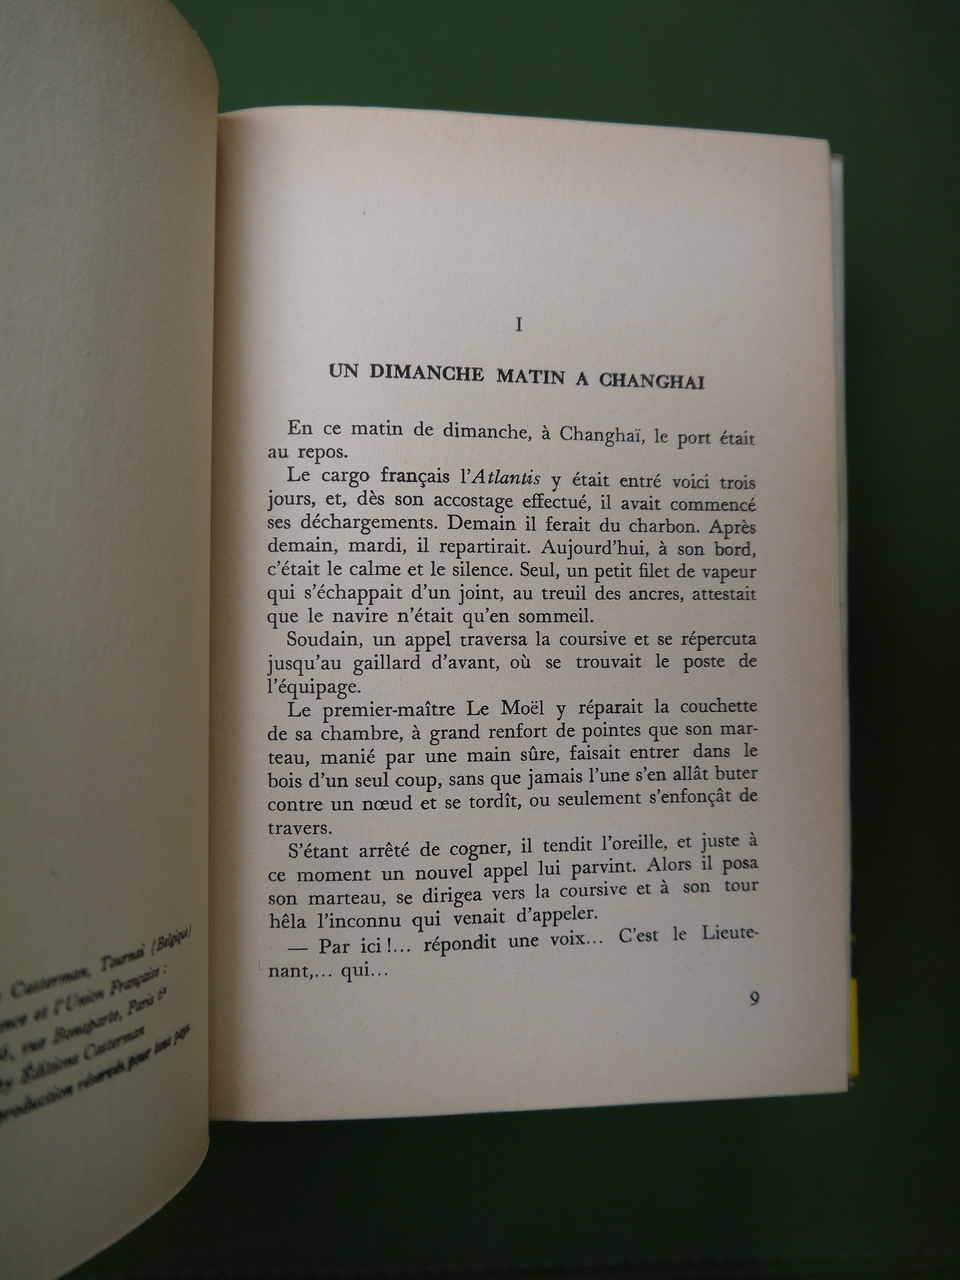 Casterman, Tournai (Belgique)
et l'Union Française :
rue Bonaparte, Paris 6e
by Éditions Casterman
réservés pour tous pays.
I
UN DIMANCHE MATIN A CHANGHAI
En ce matin de dimanche, à Changhaï, le port était
au repos.
Le cargo français l'Atlantis y était entré voici trois
jours, et, dès son accostage effectué, il avait commencé
ses déchargements. Demain il ferait du charbon. Après
demain, mardi, il repartirait. Aujourd'hui, à son bord,
c'était le calme et le silence. Seul, un petit filet de vapeur
qui s'échappait d'un joint, au treuil des ancres, attestait
que le navire n'était qu'en sommeil.
Soudain, un appel traversa la coursive et se répercuta
jusqu'au gaillard d'avant, où se trouvait le poste de
l'équipage.
Le premier-maître Le Moël y réparait la couchette
de sa chambre, à grand renfort de pointes que son mar-
teau, manié par une main sûre, faisait entrer dans le
bois d'un seul coup, sans que jamais l'une s'en allât buter
contre un nœud et se tordît, ou seulement s'enfonçât de
travers.
S'étant arrêté de cogner, il tendit l'oreille, et juste à
ce moment un nouvel appel lui parvint. Alors il posa
son marteau, se dirigea vers la coursive et à son tour
hêla l'inconnu qui venait d'appeler.
— Par ici !... répondit une voix... C'est le Lieute-
nant,... qui...
9